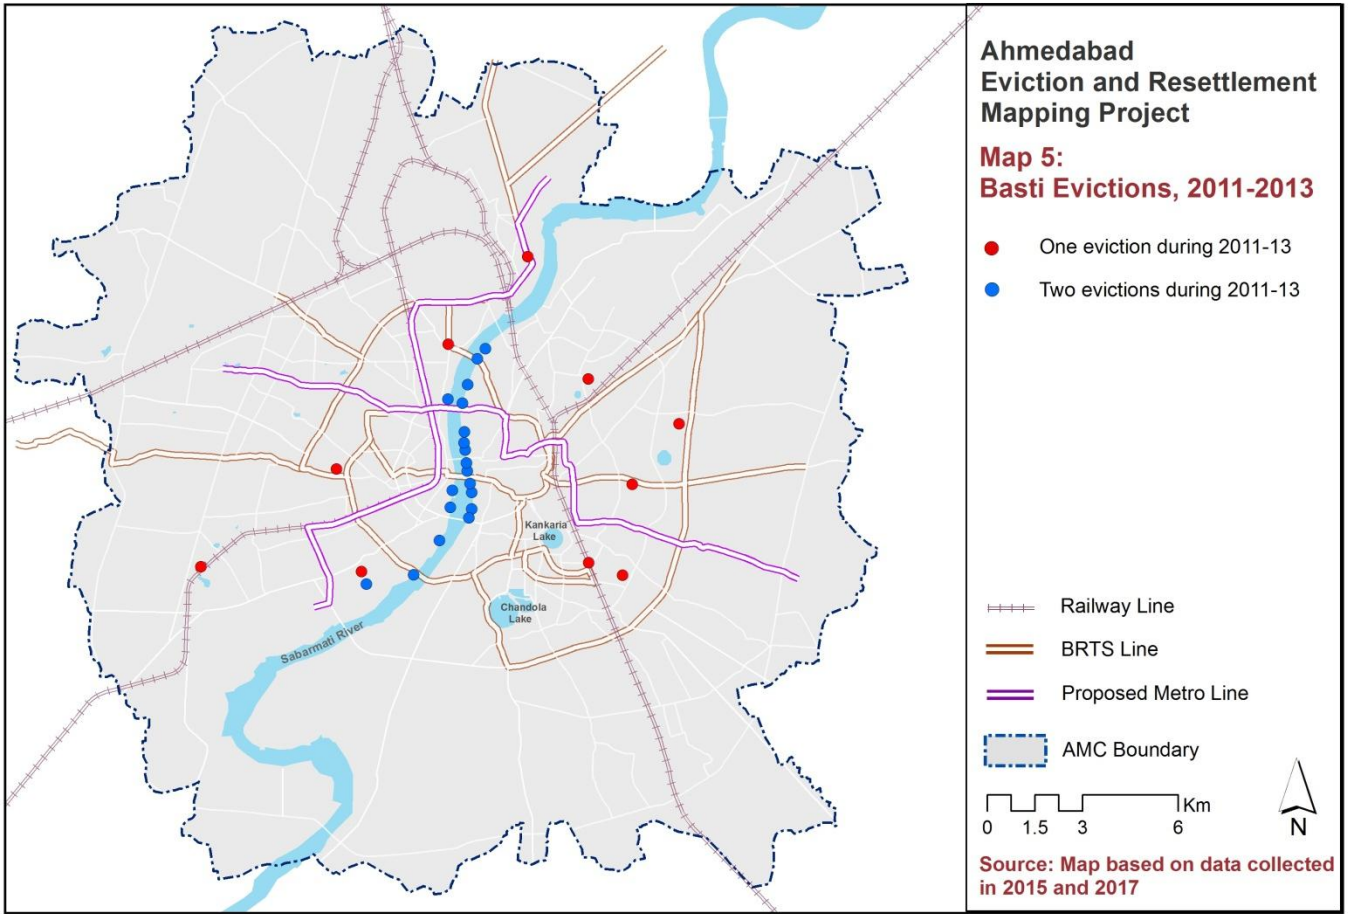 Ahmedabad
Eviction and Resettlement
Mapping Project
Map 5:
Basti Evictions, 2011-2013
One eviction during 2011-13
Two evictions during 2011-13
Kankaria
Lake
Chandola
Lake
Sabarmati River
Railway Line
BRTS Line
Proposed Metro Line
AMC Boundary
Km
0 1.5 3 6
N
Source: Map based on data collected
in 2015 and 2017